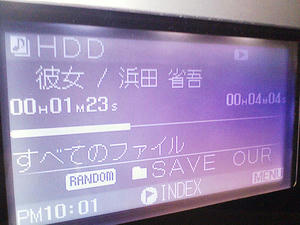 HDD
彼女 / 浜田 省吾
00H01M23S 00H04M04S
すべてのファイル
RANDOM SAVE OUR
MENU
INDEX
PM10:01